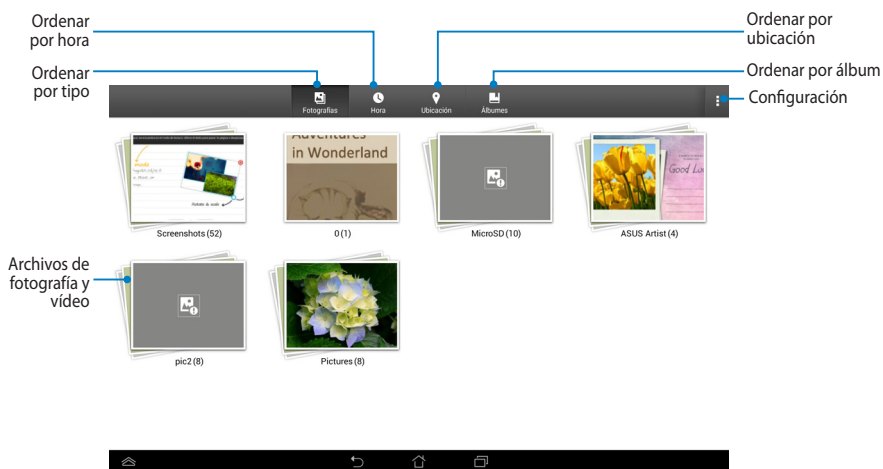 Ordenar
por hora
Ordenar
por tipo
Ordenar por
ubicación
Ordenar por álbum
Configuración
Fotografías
Hora
Ubicación
Álbumes
Adventures
in Wonderland
Good Luc
Screenshots (52)
0 (1)
MicroSD (10)
ASUS Artist (4)
Archivos de
fotografía y
vídeo
pic2 (8)
Pictures (8)